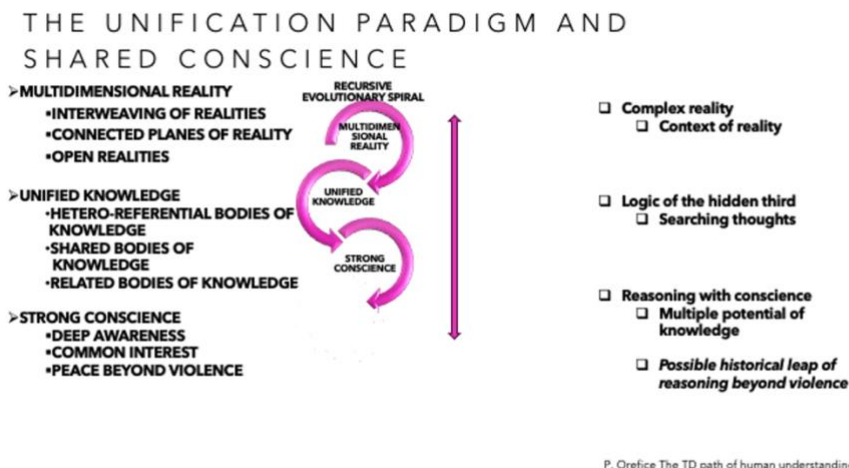 THE UNIFICATION PARADIGM AND
SHARED CONSCIENCE
➢MULTIDIMENSIONAL REALITY
▪INTERWEAVING OF REALITIES
▪CONNECTED PLANES OF REALITY
▪OPEN REALITIES
➢UNIFIED KNOWLEDGE
•HETERO-REFERENTIAL BODIES OF
KNOWLEDGE
•SHARED BODIES OF
KNOWLEDGE
•RELATED BODIES OF KNOWLEDGE
➢STRONG CONSCIENCE
▪DEEP AWARENESS
▪COMMON INTEREST
▪PEACE BEYOND VIOLENCE
RECURSIVE
EVOLUTIONARY SPIRAL
MULTIDIMEN
SIONAL
REALITY
UNIFIED
KNOWLEDGE
STRONG
CONSCIENCE
❑ Complex reality
❑ Context of reality
❑ Logic of the hidden third
❑ Searching thoughts
❑ Reasoning with conscience
❑ Multiple potential of
knowledge
❑ Possible historical leap of
reasoning beyond violence
P. Orefice The TD path of human understanding